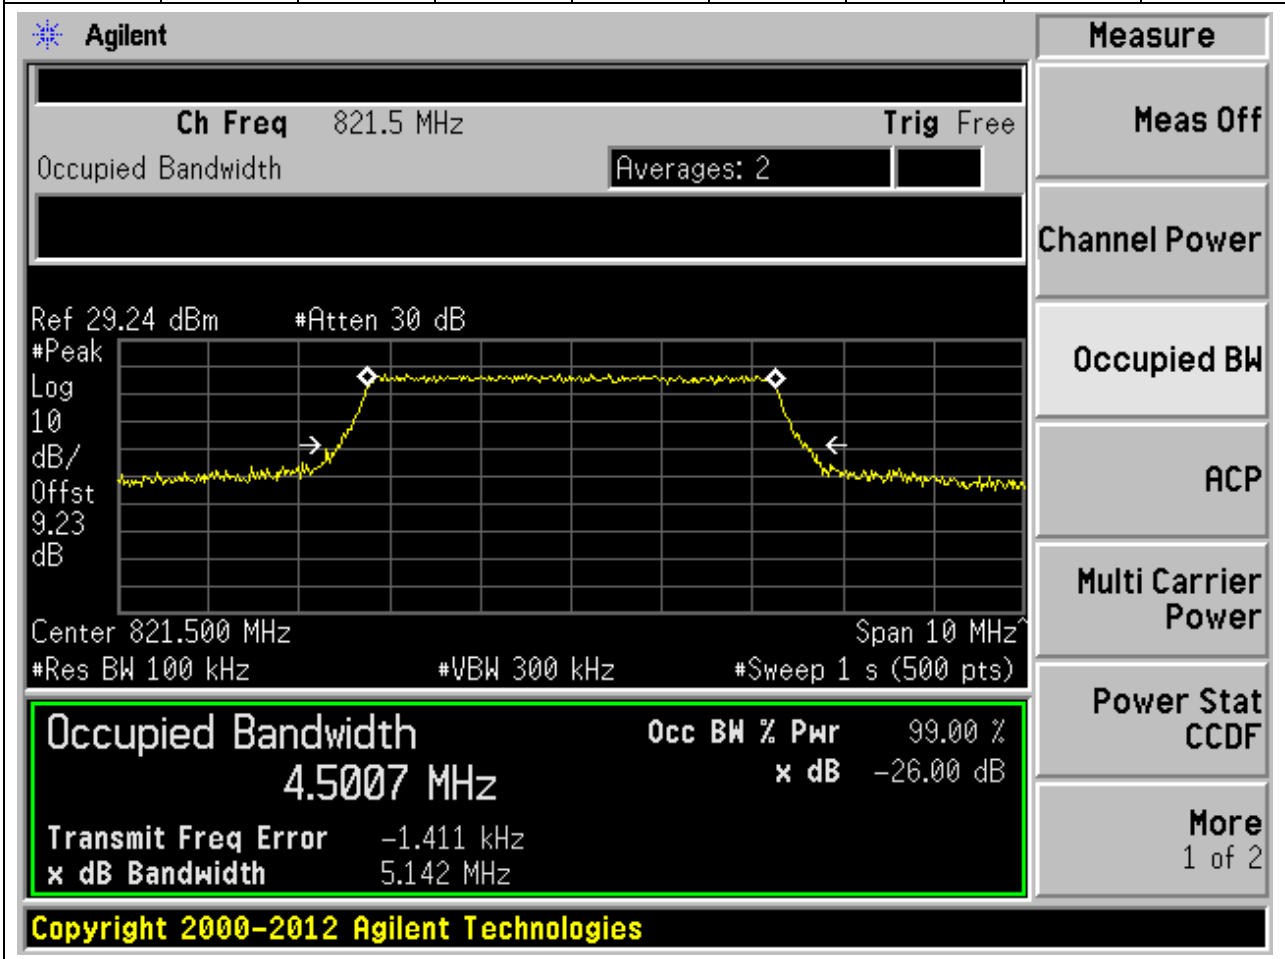 Agilent
Measure
Ch Freq 821.5 MHz Trig Free
Occupied Bandwidth Averages: 2
Meas Off
Channel Power
Occupied BW
ACP
Multi Carrier
Power
Power Stat
CCDF
More
1 of 2
Ref 29.24 dBm #Atten 30 dB
#Peak
Log
10
dB/
Offst
9.23
dB
Center 821.500 MHz Span 10 MHz^
#Res BW 100 kHz #VBW 300 kHz #Sweep 1 s (500 pts)
Occupied Bandwidth Occ BW % Pwr 99.00 %
4.5007 MHz x dB -26.00 dB
Transmit Freq Error -1.411 kHz
x dB Bandwidth 5.142 MHz
Copyright 2000-2012 Agilent Technologies